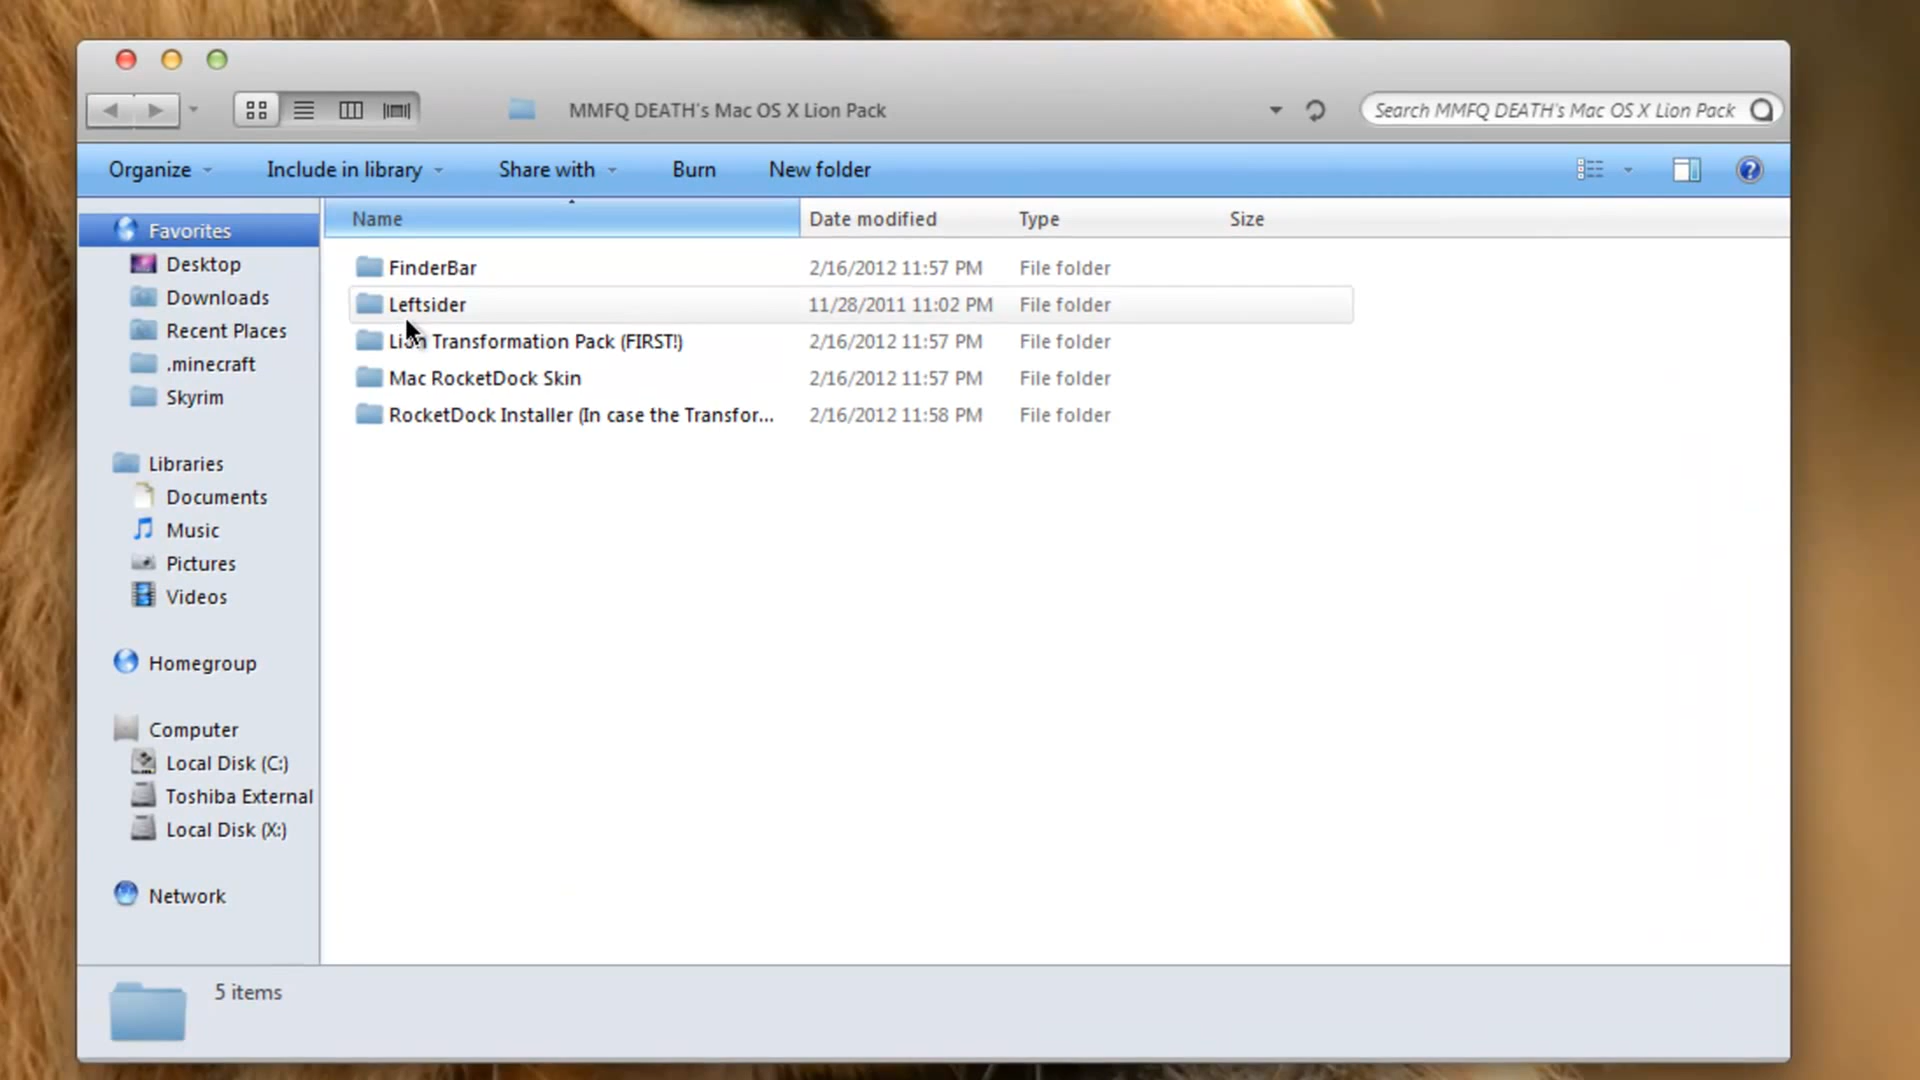 MMFQ DEATH's Mac OS X Lion Pack
Search MMFQ DEATH's Mac OS X Lion Pack
Organize
Include in library
Share with
Burn
New folder
Name
Date modified
Type
Size
Favorites
Desktop
Downloads
Recent Places
.minecraft
Skyrim
Libraries
Documents
Music
Pictures
Videos
Homegroup
Computer
Local Disk (C:)
Toshiba External
Local Disk (X:)
Network
FinderBar 2/16/2012 11:57 PM File folder
Leftsider 11/28/2011 11:02 PM File folder
Lion Transformation Pack (FIRST!) 2/16/2012 11:57 PM File folder
Mac RocketDock Skin 2/16/2012 11:57 PM File folder
RocketDock Installer (In case the Transfor... 2/16/2012 11:58 PM File folder
5 items